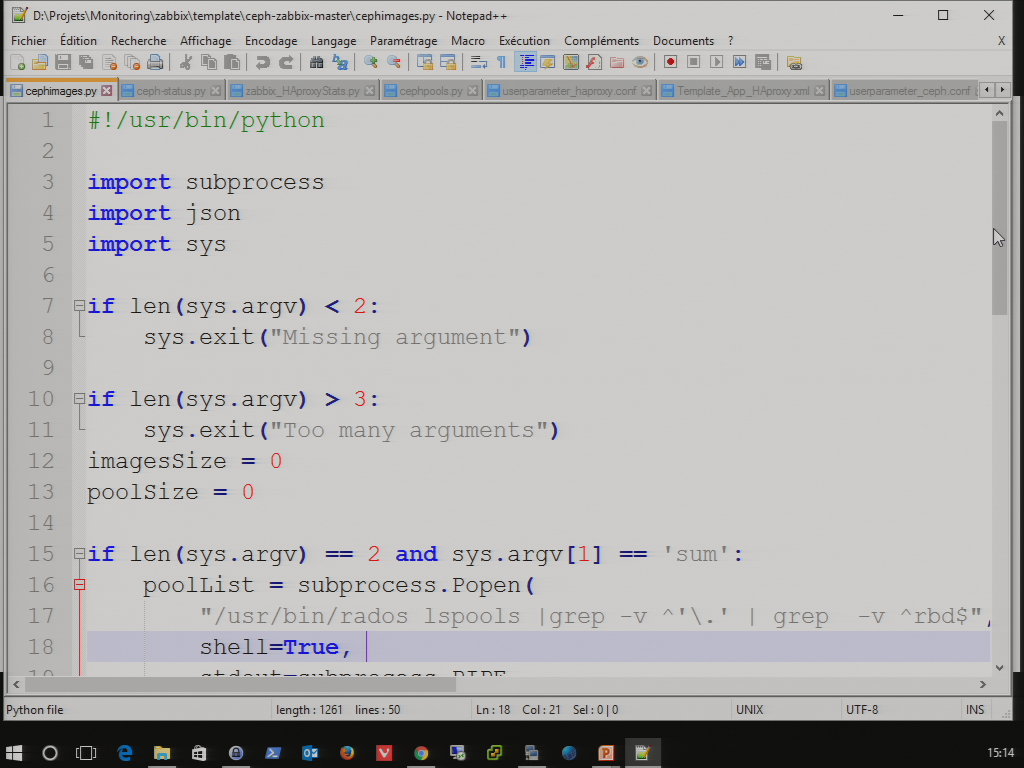 D:\Projets\Monitoring\zabbix\template\ceph-zabbix-master\cephimages.py - Notepad++
Fichier Édition Recherche Affichage Encodage Langage Paramétrage Macro Exécution Compléments Documents ? X
cephimages.py ceph-status.py zabbix_HAproxyStats.py cephpools.py userparameter_haproxy.conf Template_App_HAproxy.xml userparameter_ceph.conf
1 #!/usr/bin/python
2
3 import subprocess
4 import json
5 import sys
6
7 if len(sys.argv) < 2:
8 sys.exit("Missing argument")
9
10 if len(sys.argv) > 3:
11 sys.exit("Too many arguments")
12 imagesSize = 0
13 poolSize = 0
14
15 if len(sys.argv) == 2 and sys.argv[1] == 'sum':
16 poolList = subprocess.Popen(
17 "/usr/bin/rados lspools |grep -v ^'\.' | grep  -v ^rbd$",
18 shell=True,
19 stdout=subprocess.PIPE
Python file length : 1261 lines : 50 Ln : 18 Col : 21 Sel : 0 | 0 UNIX UTF-8 INS
15:14